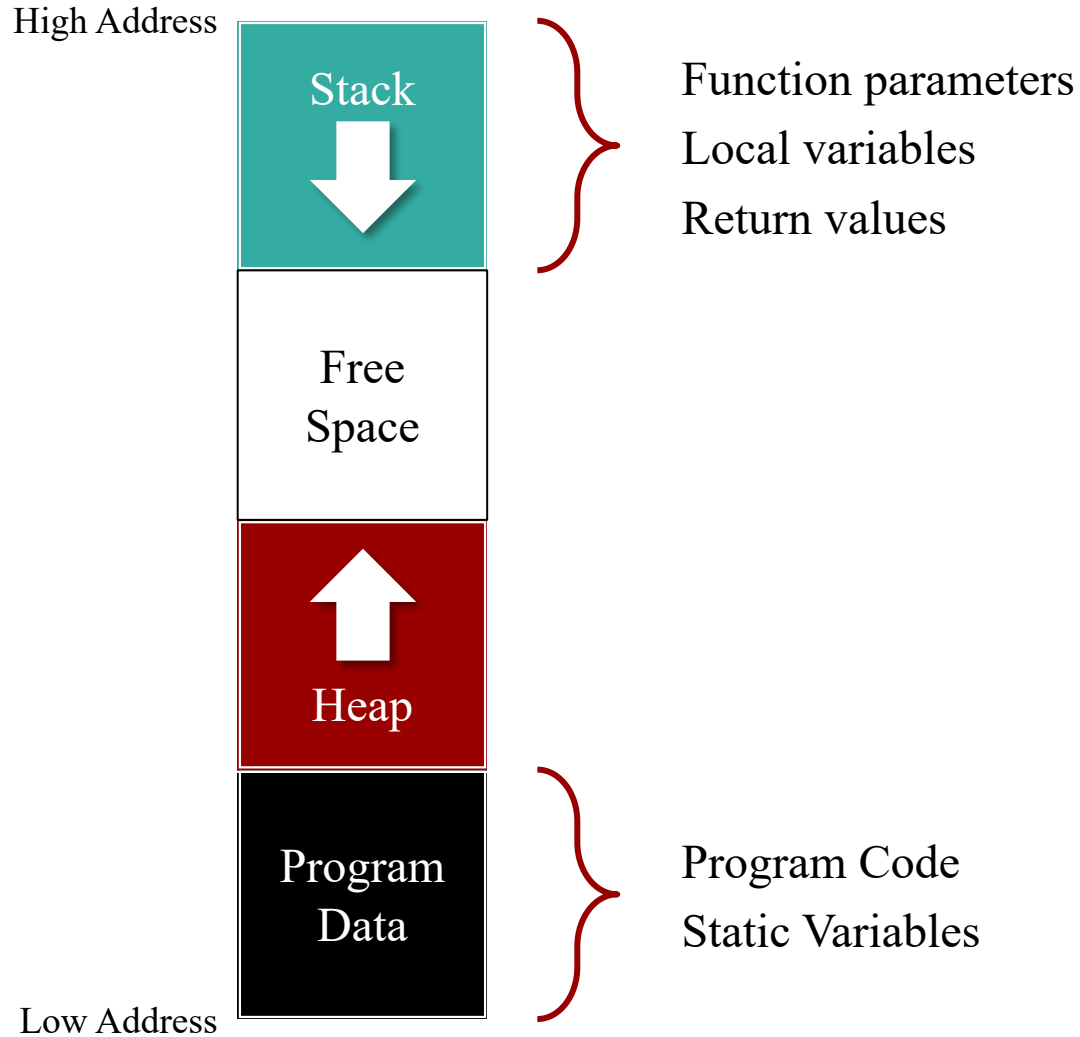 High Address
Stack
Function parameters
Local variables
Return values
Free
Space
Heap
Program
Data
Program Code
Static Variables
Low Address